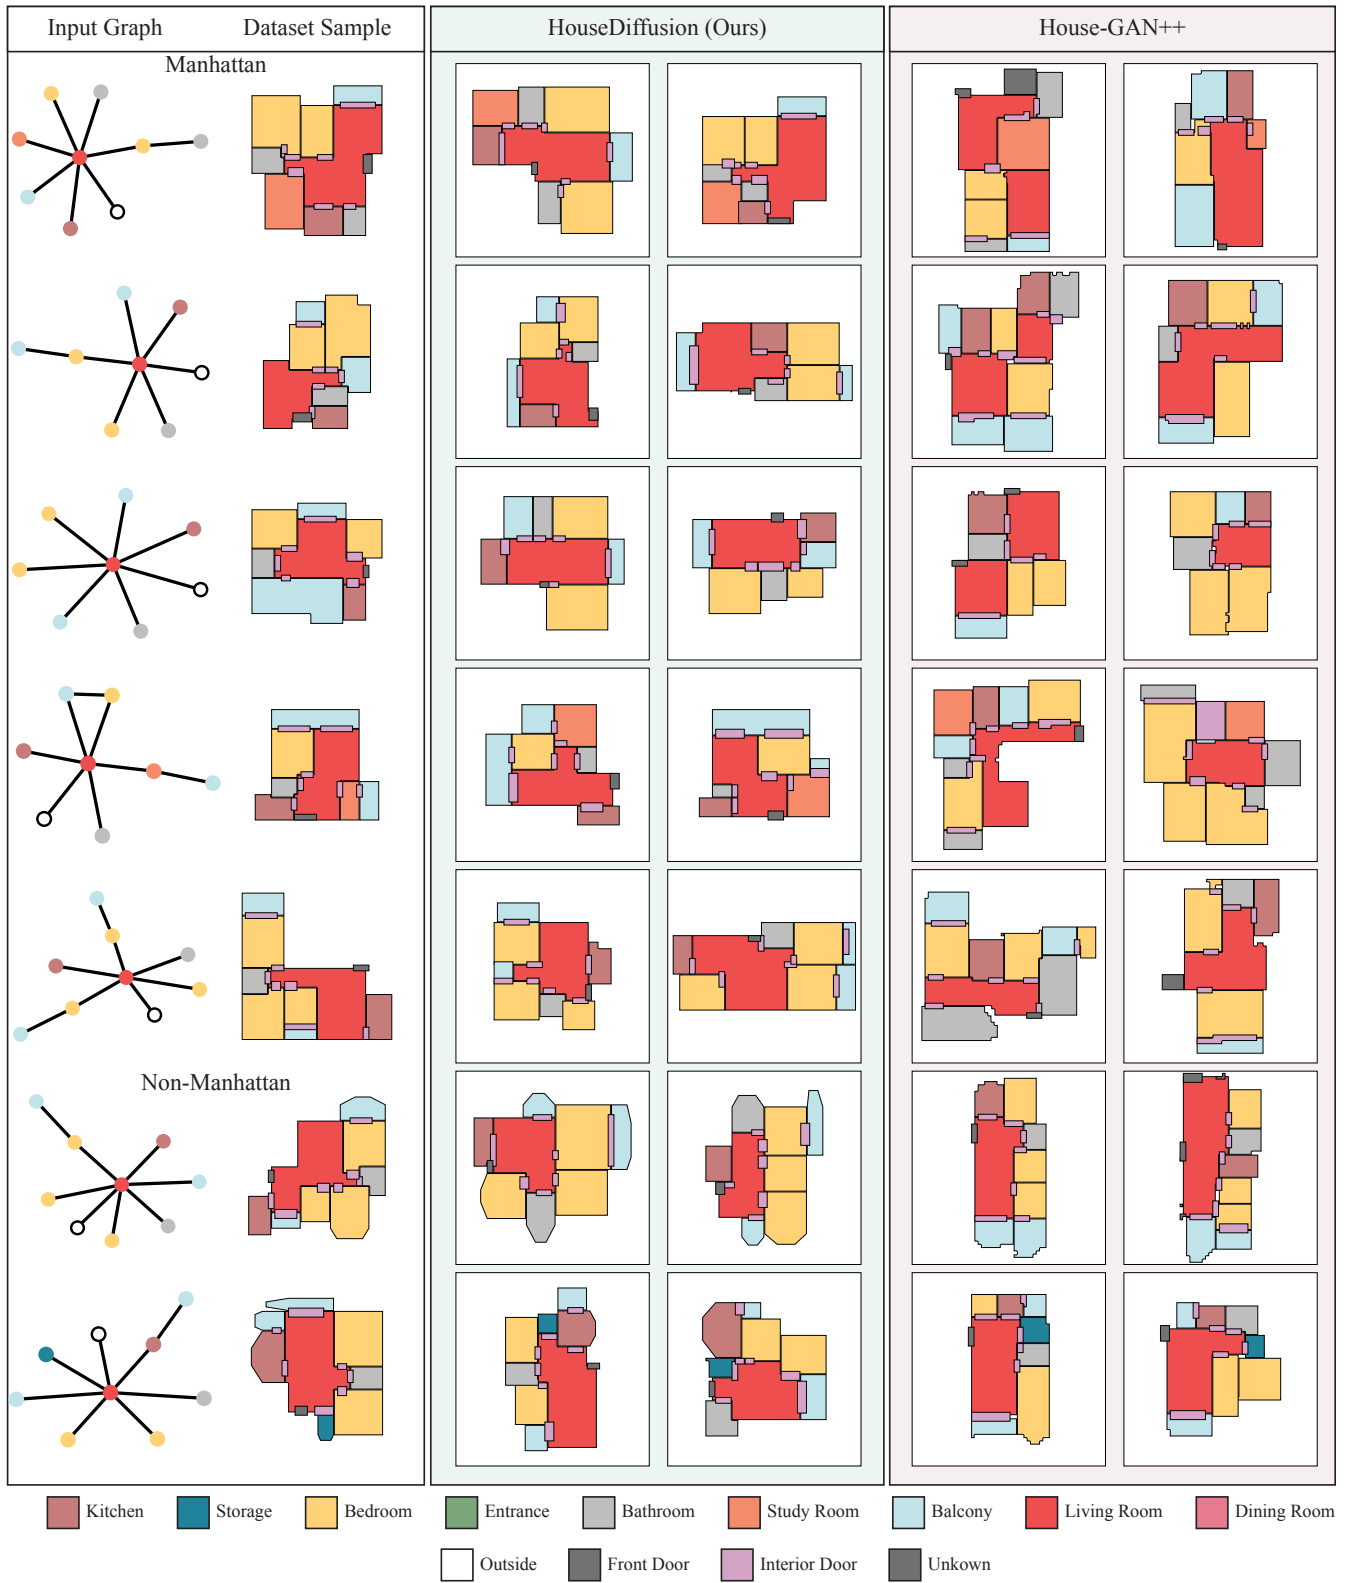 Input Graph
Dataset Sample
HouseDiffusion (Ours)
House-GAN++
Manhattan
Non-Manhattan
Kitchen
Storage
Bedroom
Entrance
Bathroom
Study Room
Balcony
Living Room
Dining Room
Outside
Front Door
Interior Door
Unkown